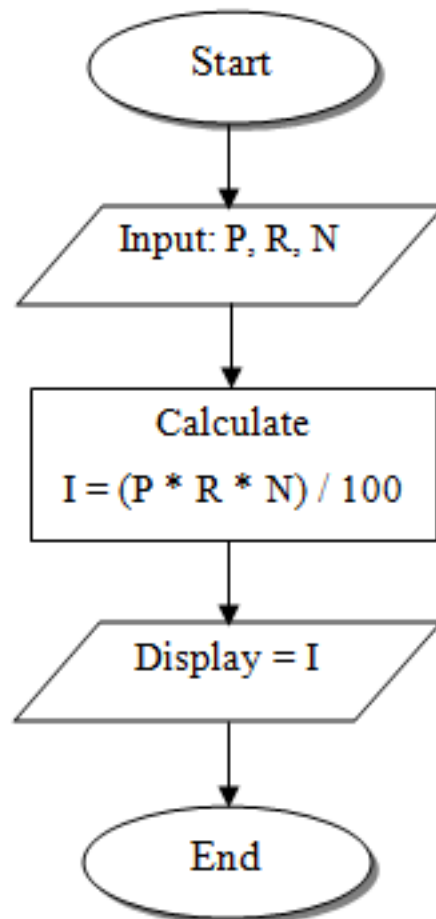 Start
Input: P, R, N
Calculate
I = (P * R * N) / 100
Display = I
End